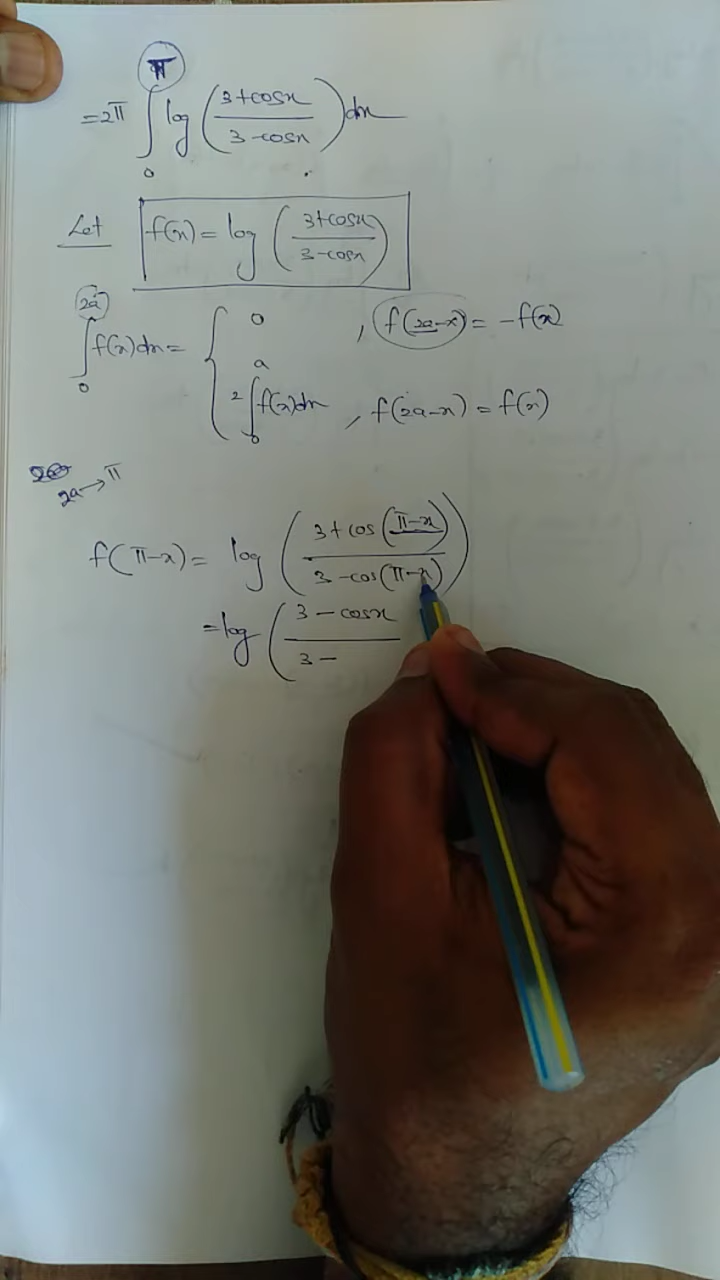 = 2π ∫₀^π log((3+cosx)/(3-cosx)) dx
Let f(x) = log((3+cosx)/(3-cosx))
∫₀^2a f(x)dx = { 0 , f(2a-x) = -f(x)
2∫₀^a f(x)dx , f(2a-x) = f(x)
2a → π
f(π-x) = log((3+cos(π-x))/(3-cos(π-x)))
= log((3-cosx)/(3-